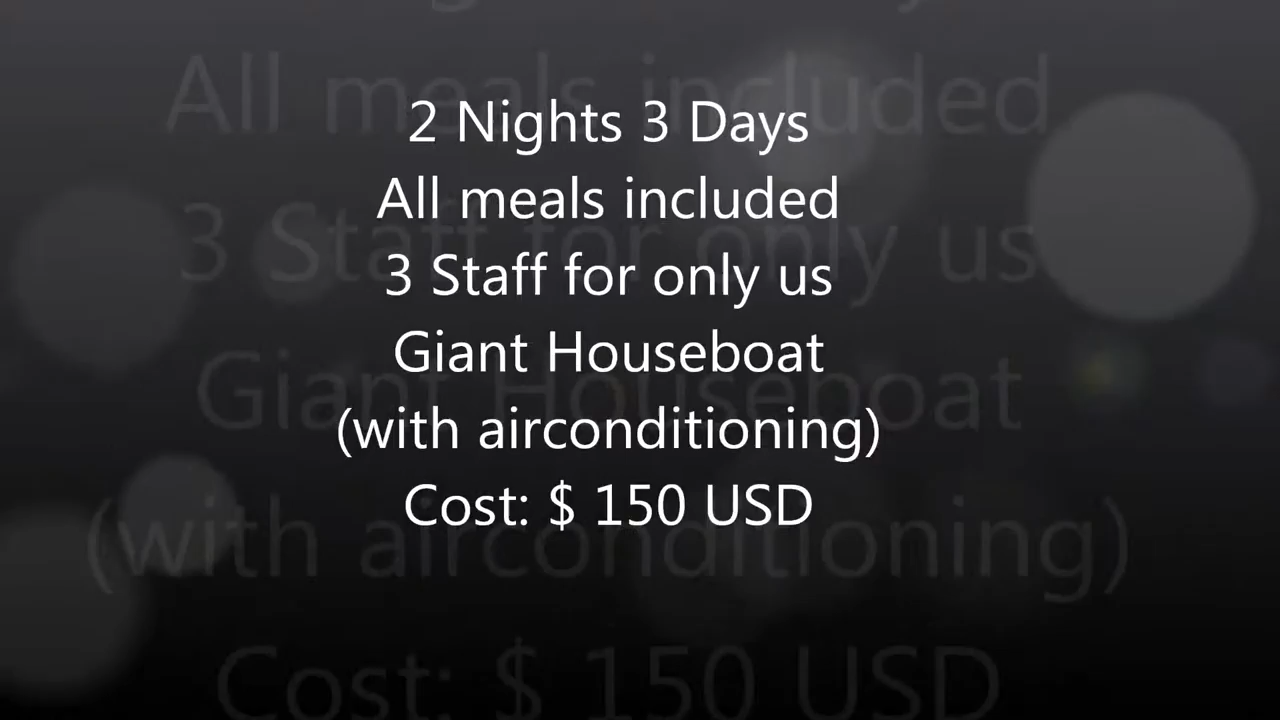 2 Nights 3 Days
All meals included
3 Staff for only us
Giant Houseboat
(with airconditioning)
Cost: $ 150 USD